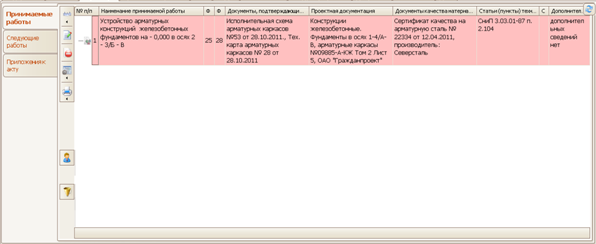 Принимаемые
работы
Следующие
работы
Приложения к
акту
№ п/п Наименание принимаемой работы Ф Ф Документы, подтверждающи... Проектная документация Документы качества материа... Статьи (пункты) техн... С Дополнител
1 Устройство арматурных конструкций железобетонных фундаментов на - 0,000 в осях 2 - 3/Б - В
25 28
Исполнительная схема арматурных каркасов №53 от 28.10.2011., Тех. карта арматурных каркасов № 28 от 28.10.2011
Конструкции железобетонные. Фундаменты в осях 1-4/А-В, арматурные каркасы №09885-А-КЖ Том 2 Лист 5, ОАО "Гражданпроект"
Сертификат качества на арматурную сталь № 22334 от 12.04.2011, производитель: Северсталь
СниП 3.03.01-87 п. 2.104
дополнительных сведений нет